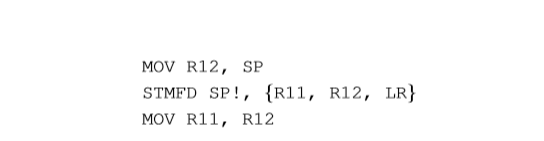 MOV R12, SP
STMFD SP!, {R11, R12, LR}
MOV R11, R12